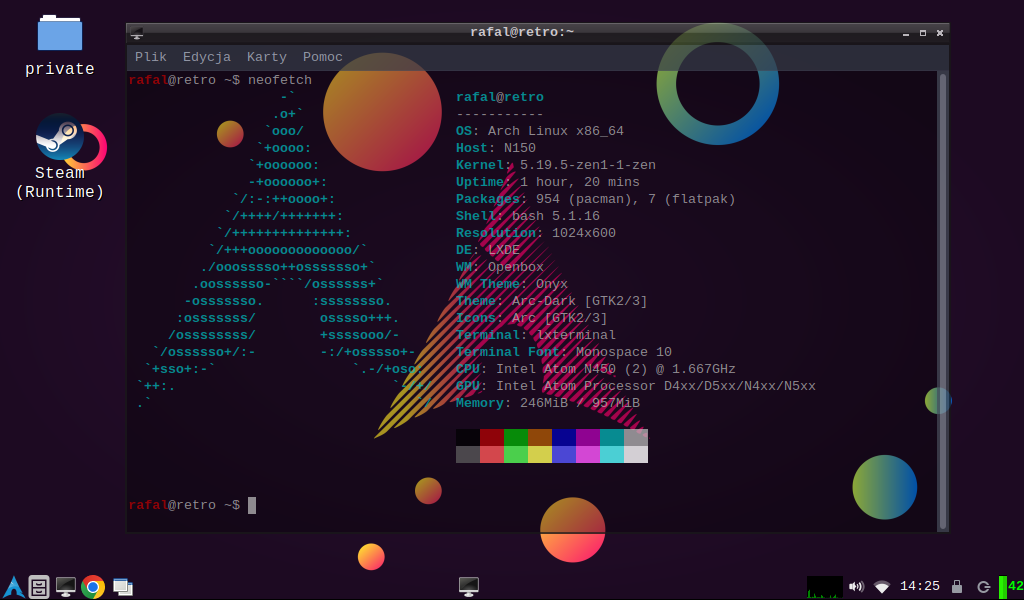 private
Steam
(Runtime)
rafal@retro:~
Plik Edycja Karty Pomoc
rafal@retro ~$ neofetch
-`
.o+`
`ooo/
`+oooo:
`+oooooo:
-+oooooo+:
`/:-:++oooo+:
`/++++/+++++++:
`/++++++++++++++:
`/+++ooooooooooooo/`
./ooosssso++osssssso+`
.oossssso-````/ossssss+`
-osssssso. :ssssssso.
:osssssss/ osssso+++.
/ossssssss/ +ssssooo/-
`/ossssso+/:- -:/+osssso+-
`+sso+:-` `.-/+oso:
`++:.
.`
rafal@retro
-----------
OS: Arch Linux x86_64
Host: N150
Kernel: 5.19.5-zen1-1-zen
Uptime: 1 hour, 20 mins
Packages: 954 (pacman), 7 (flatpak)
Shell: bash 5.1.16
Resolution: 1024x600
DE: LXDE
WM: Openbox
WM Theme: Onyx
Theme: Arc-Dark [GTK2/3]
Icons: Arc [GTK2/3]
Terminal: lxterminal
Terminal Font: Monospace 10
CPU: Intel Atom N450 (2) @ 1.667GHz
GPU: Intel Atom Processor D4xx/D5xx/N4xx/N5xx
Memory: 246MiB / 957MiB
rafal@retro ~$
14:25
42